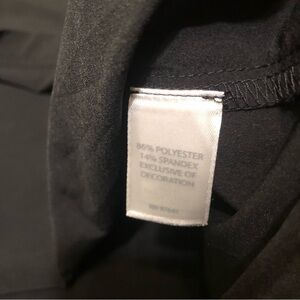 86% POLYESTER
14% SPANDEX
EXCLUSIVE OF
DECORATION